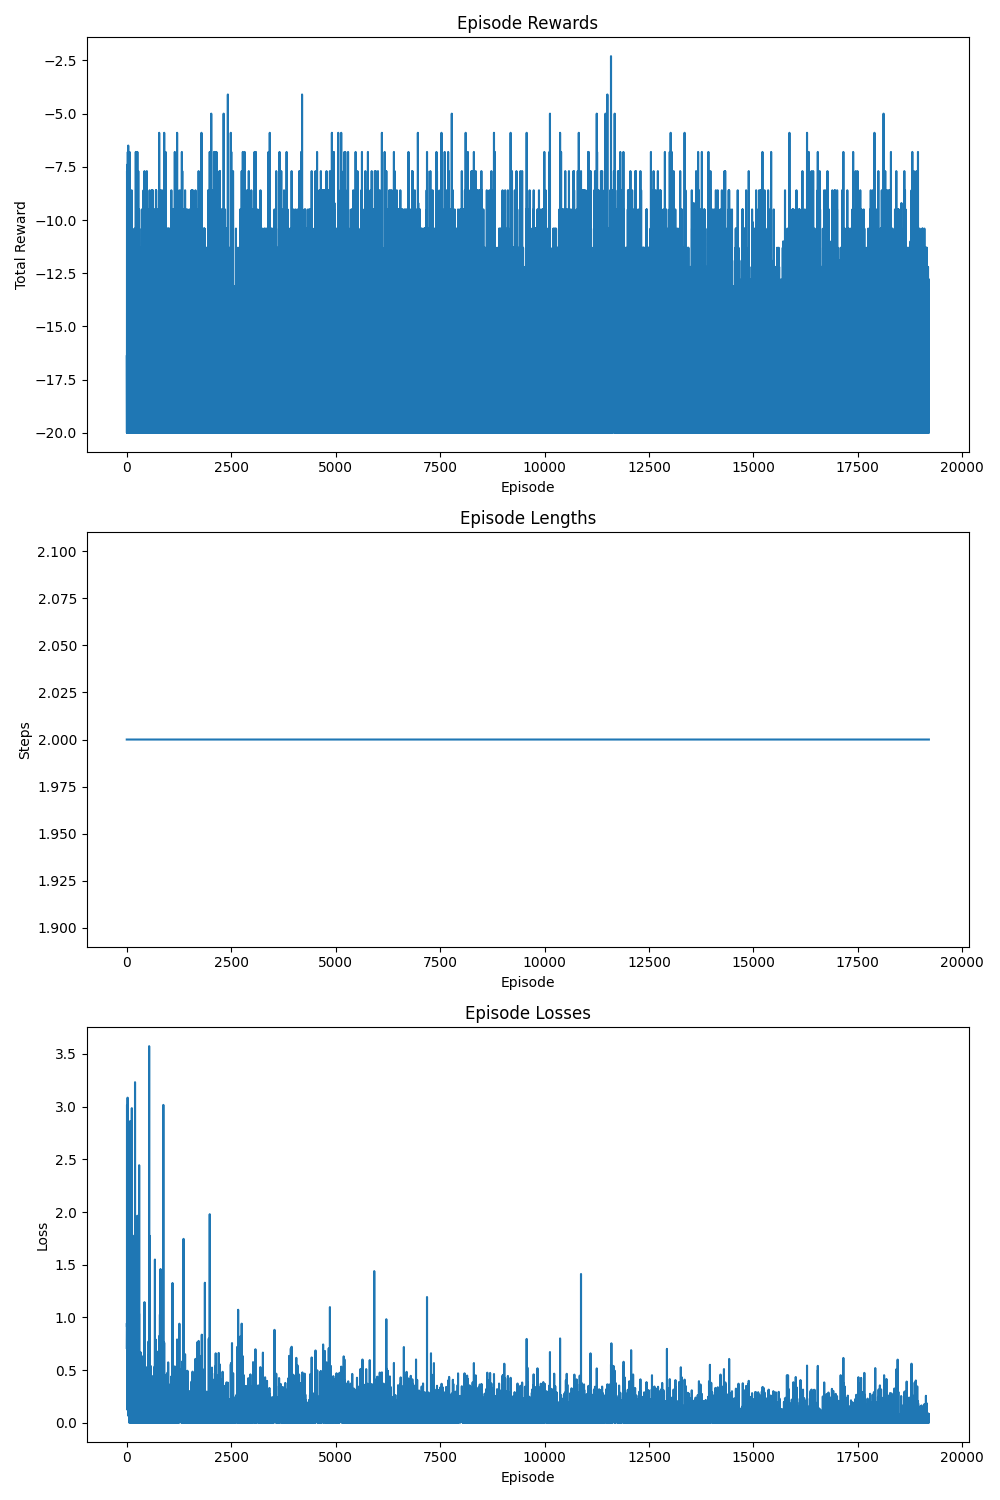 Episode Rewards
−2.5
−5.0
−7.5
−10.0
−12.5
−15.0
−17.5
−20.0
Total Reward
0 2500 5000 7500 10000 12500 15000 17500 20000
Episode
Episode Lengths
2.100
2.075
2.050
2.025
2.000
1.975
1.950
1.925
1.900
Steps
0 2500 5000 7500 10000 12500 15000 17500 20000
Episode
Episode Losses
3.5
3.0
2.5
2.0
1.5
1.0
0.5
0.0
Loss
0 2500 5000 7500 10000 12500 15000 17500 20000
Episode